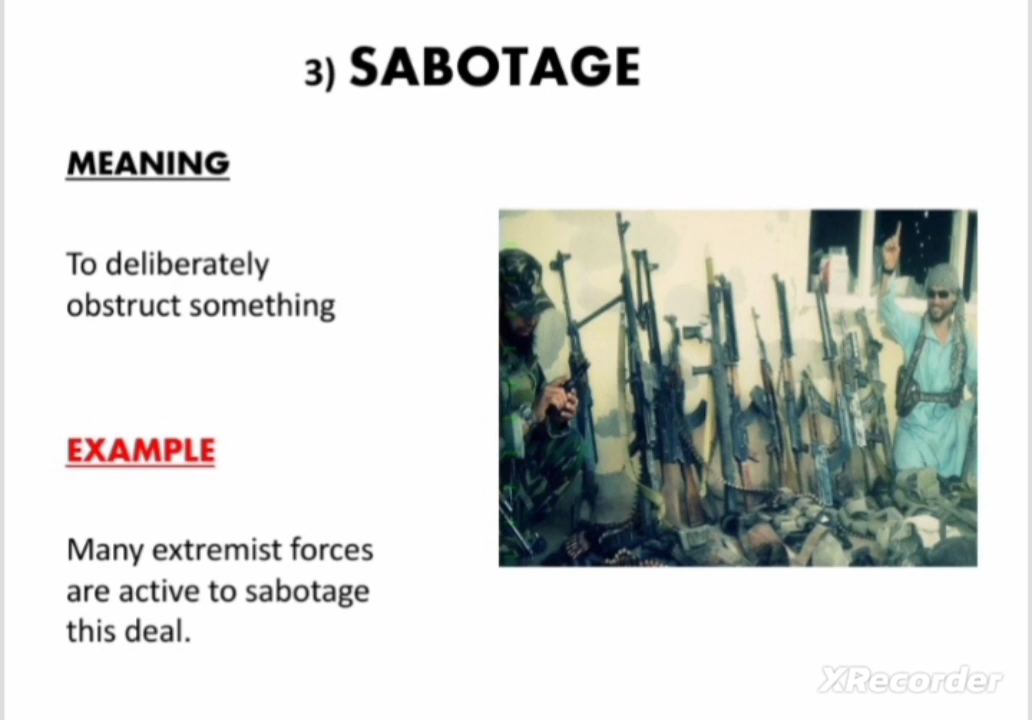 3) SABOTAGE
MEANING
To deliberately
obstruct something
EXAMPLE
Many extremist forces
are active to sabotage
this deal.
XRecorder